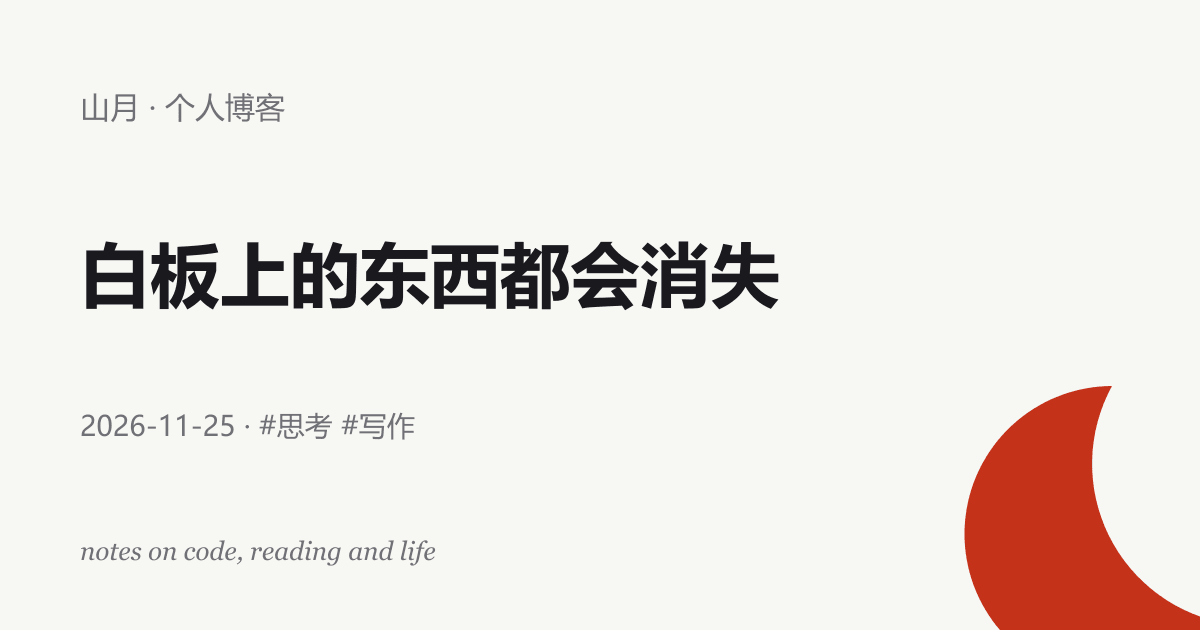 山月 · 个人博客
白板上的东西都会消失
2026-11-25 · #思考 #写作
notes on code, reading and life